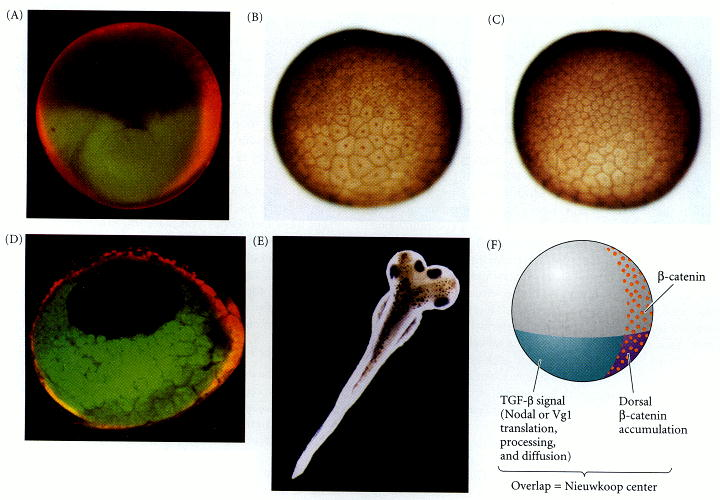 (A)
(B)
(C)
(D)
(E)
(F)
β-catenin
TGF-β signal
(Nodal or Vg1
translation,
processing,
and diffusion)
Dorsal
β-catenin
accumulation
Overlap = Nieuwkoop center